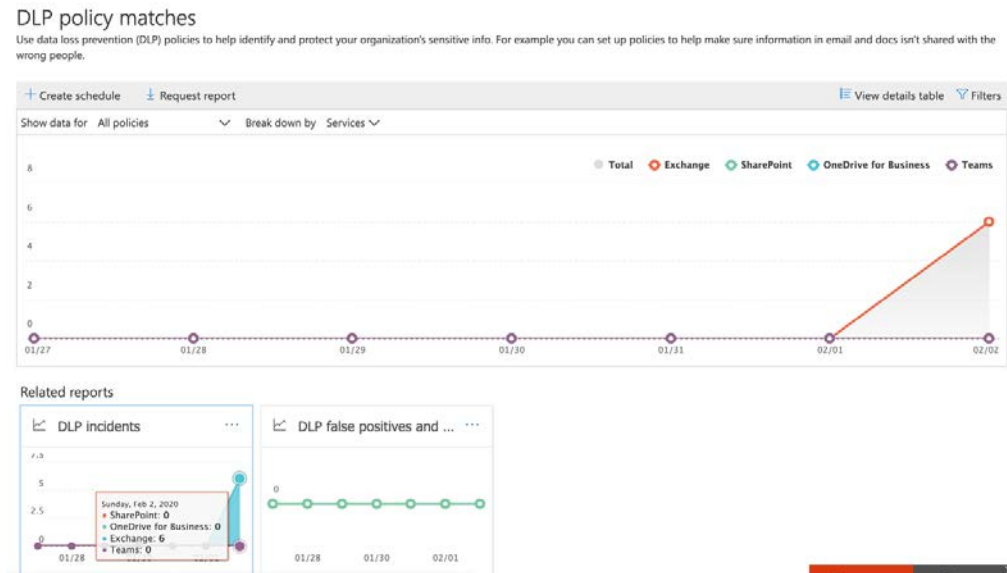 DLP policy matches
Use data loss prevention (DLP) policies to help identify and protect your organization's sensitive info. For example you can set up policies to help make sure information in email and docs isn't shared with the
wrong people.
Create schedule Request report View details table Filters
Show data for All policies Break down by Services
Total Exchange SharePoint OneDrive for Business Teams
8
6
4
2
0
01/27 01/28 01/29 01/30 01/31 02/01 02/02
Related reports
DLP incidents ...
7.5
5
2.5
0
Sunday, Feb 2, 2020
SharePoint: 0
OneDrive for Business: 0
Exchange: 6
Teams: 0
01/28
DLP false positives and ... ...
0
01/28 01/30 02/01